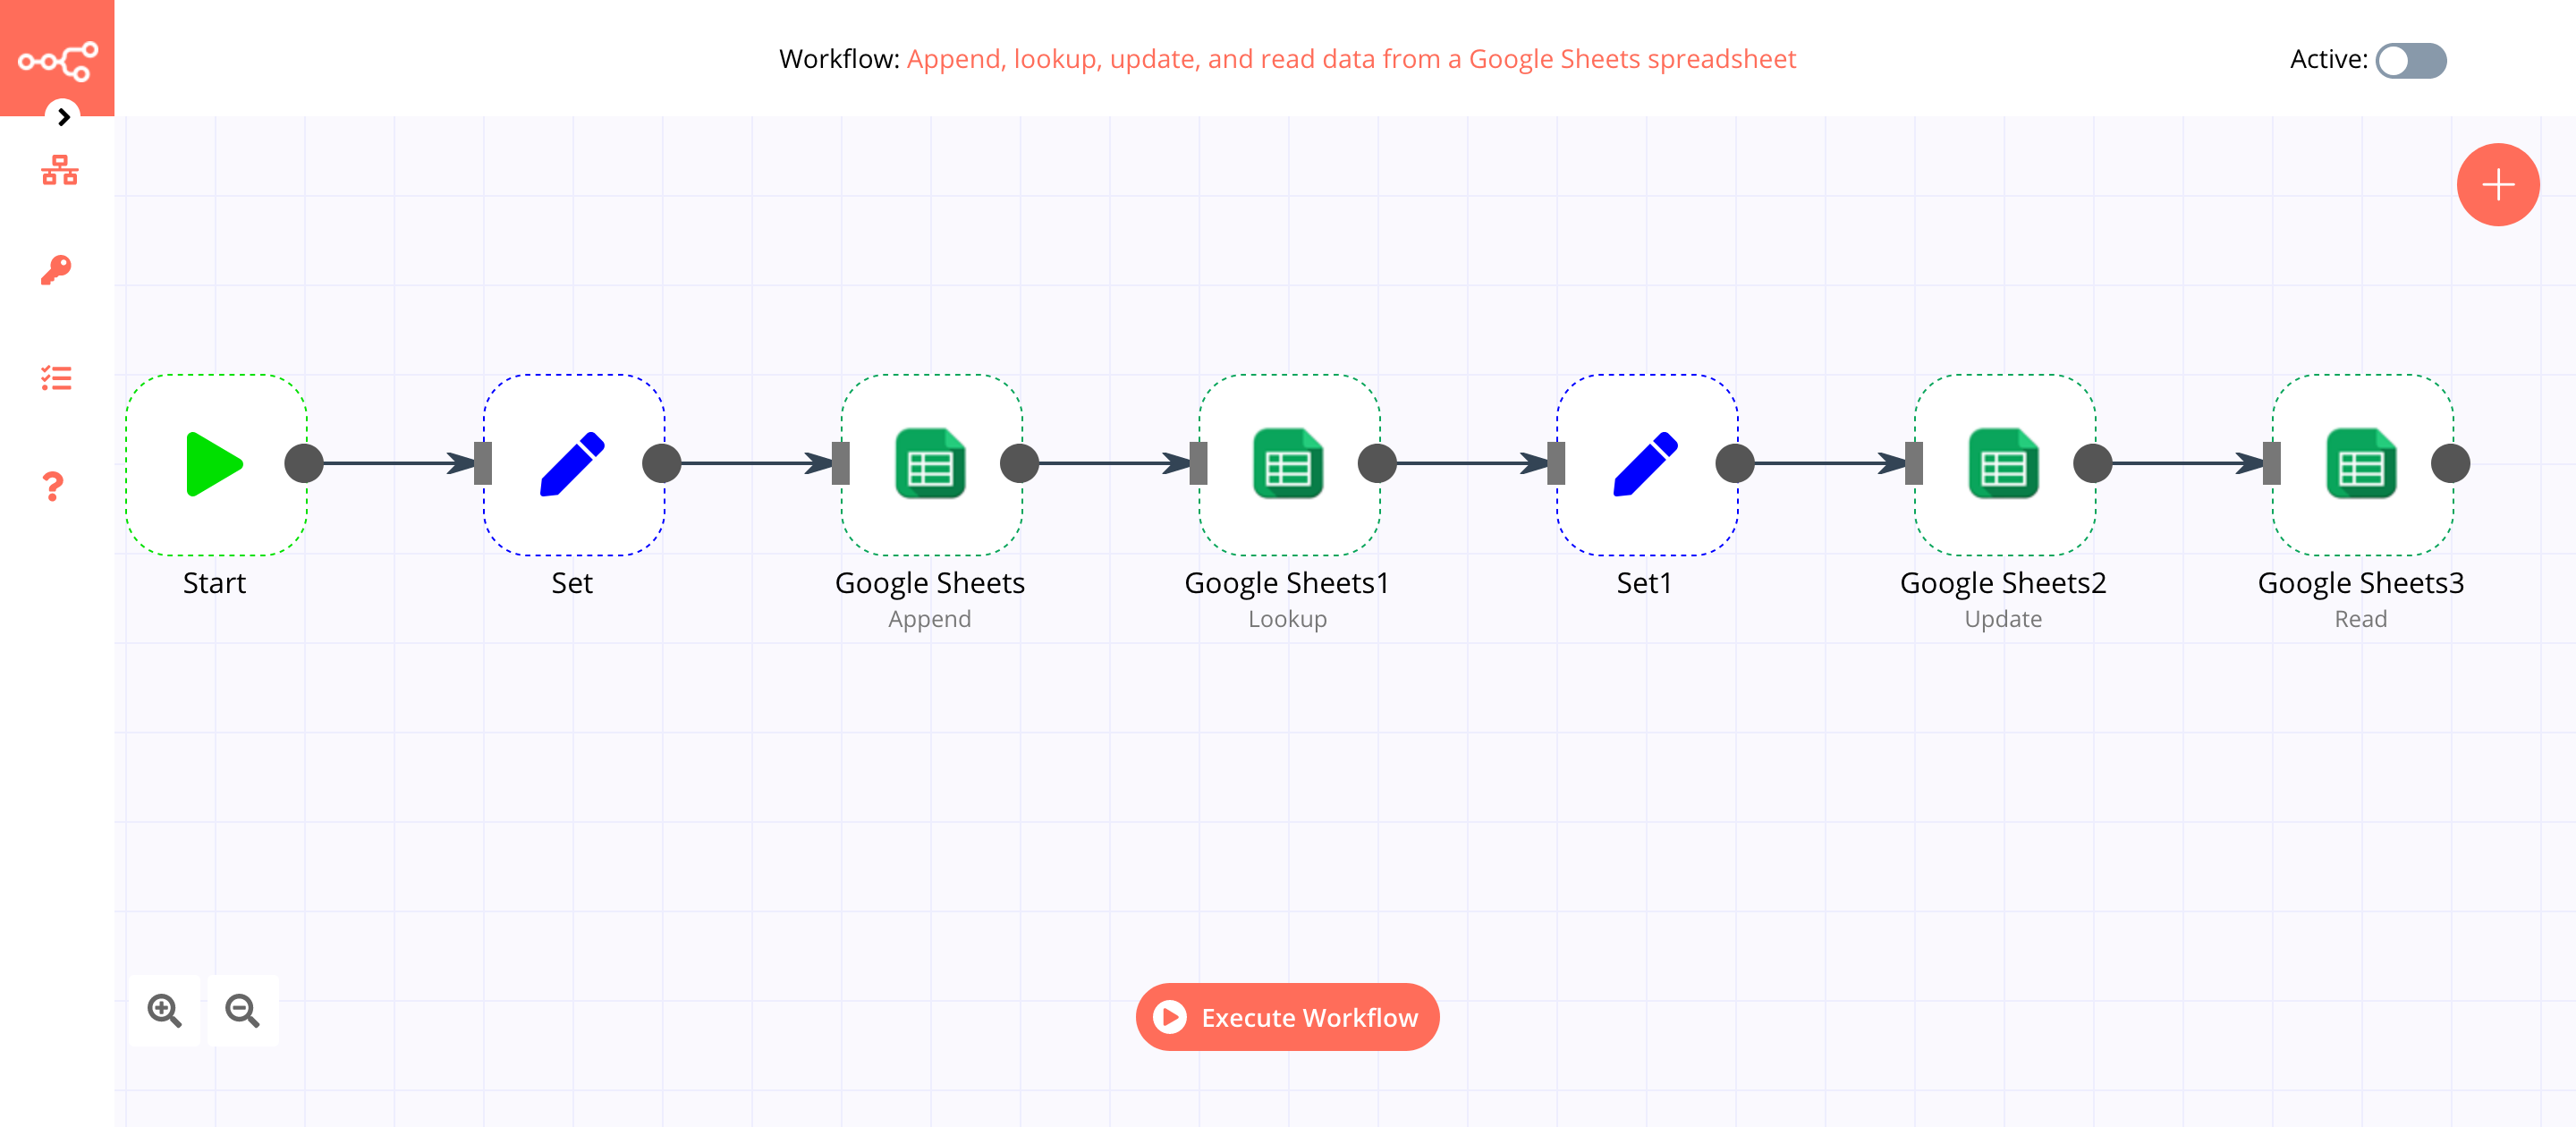 Workflow: Append, lookup, update, and read data from a Google Sheets spreadsheet
Active:
Start
Set
Google Sheets
Append
Google Sheets1
Lookup
Set1
Google Sheets2
Update
Google Sheets3
Read
Execute Workflow